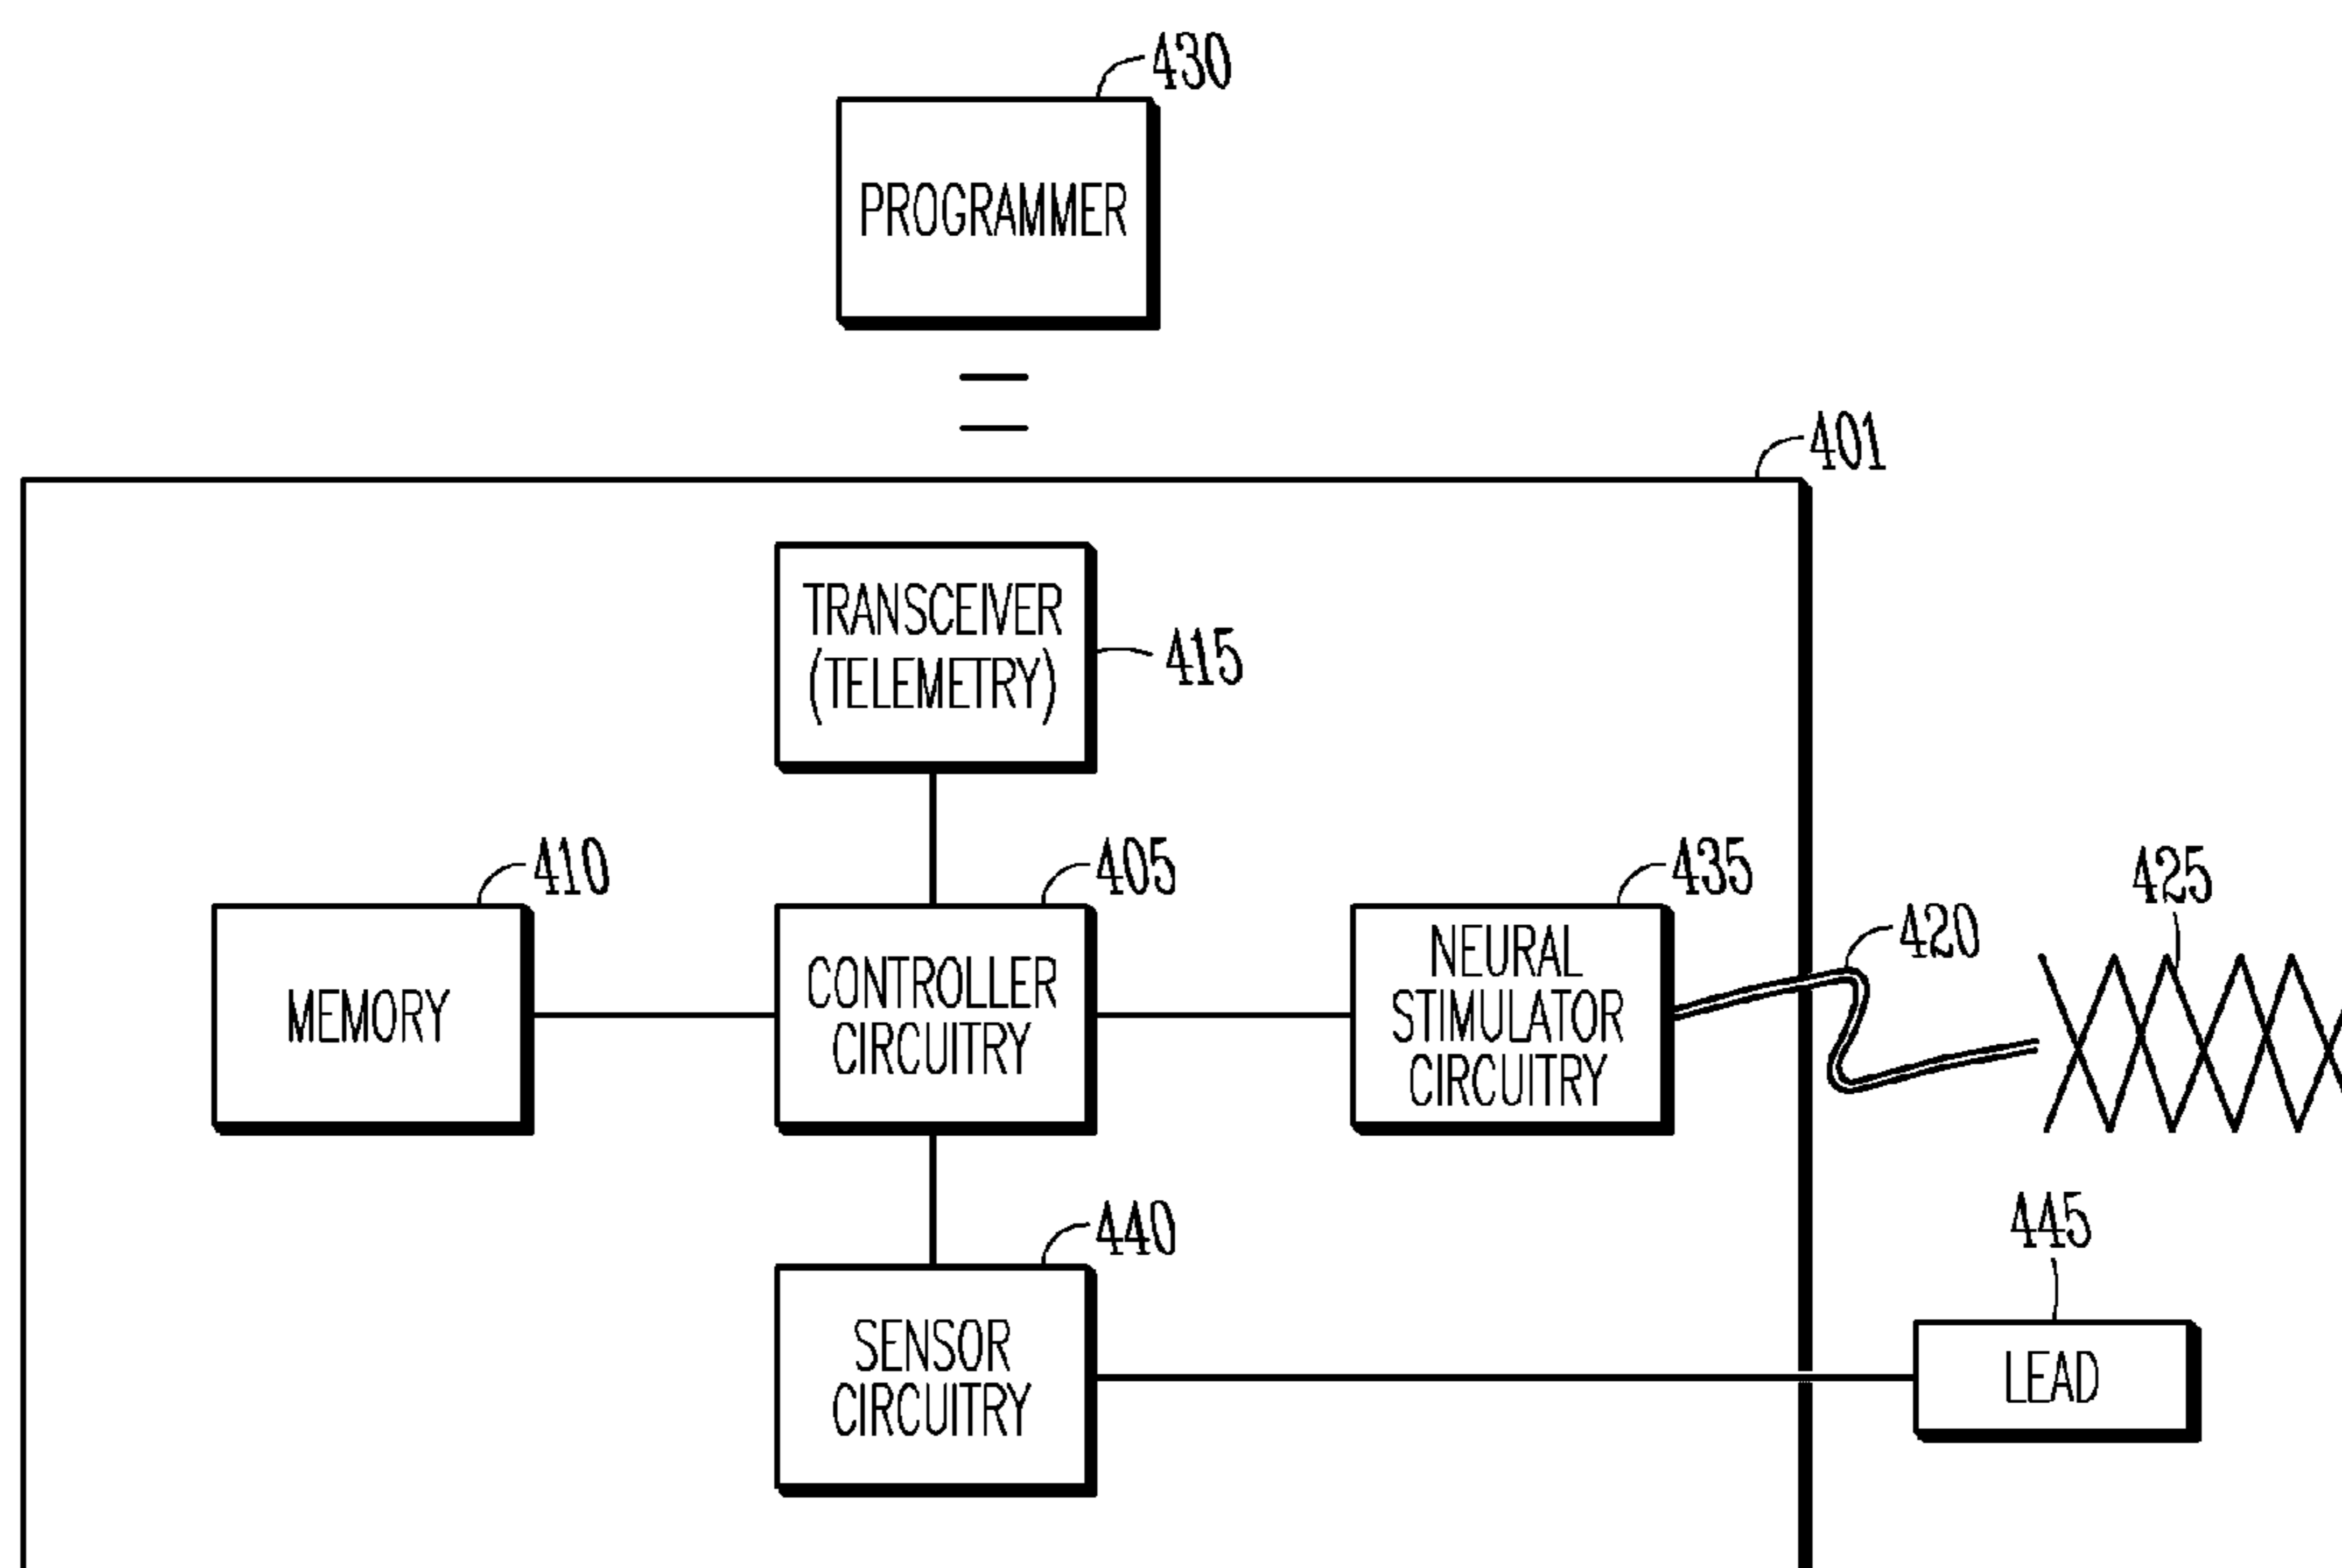 430
PROGRAMMER
401
TRANSCEIVER
(TELEMETRY)
415
410
MEMORY
405
CONTROLLER
CIRCUITRY
435
NEURAL
STIMULATOR
CIRCUITRY
420
425
440
SENSOR
CIRCUITRY
445
LEAD